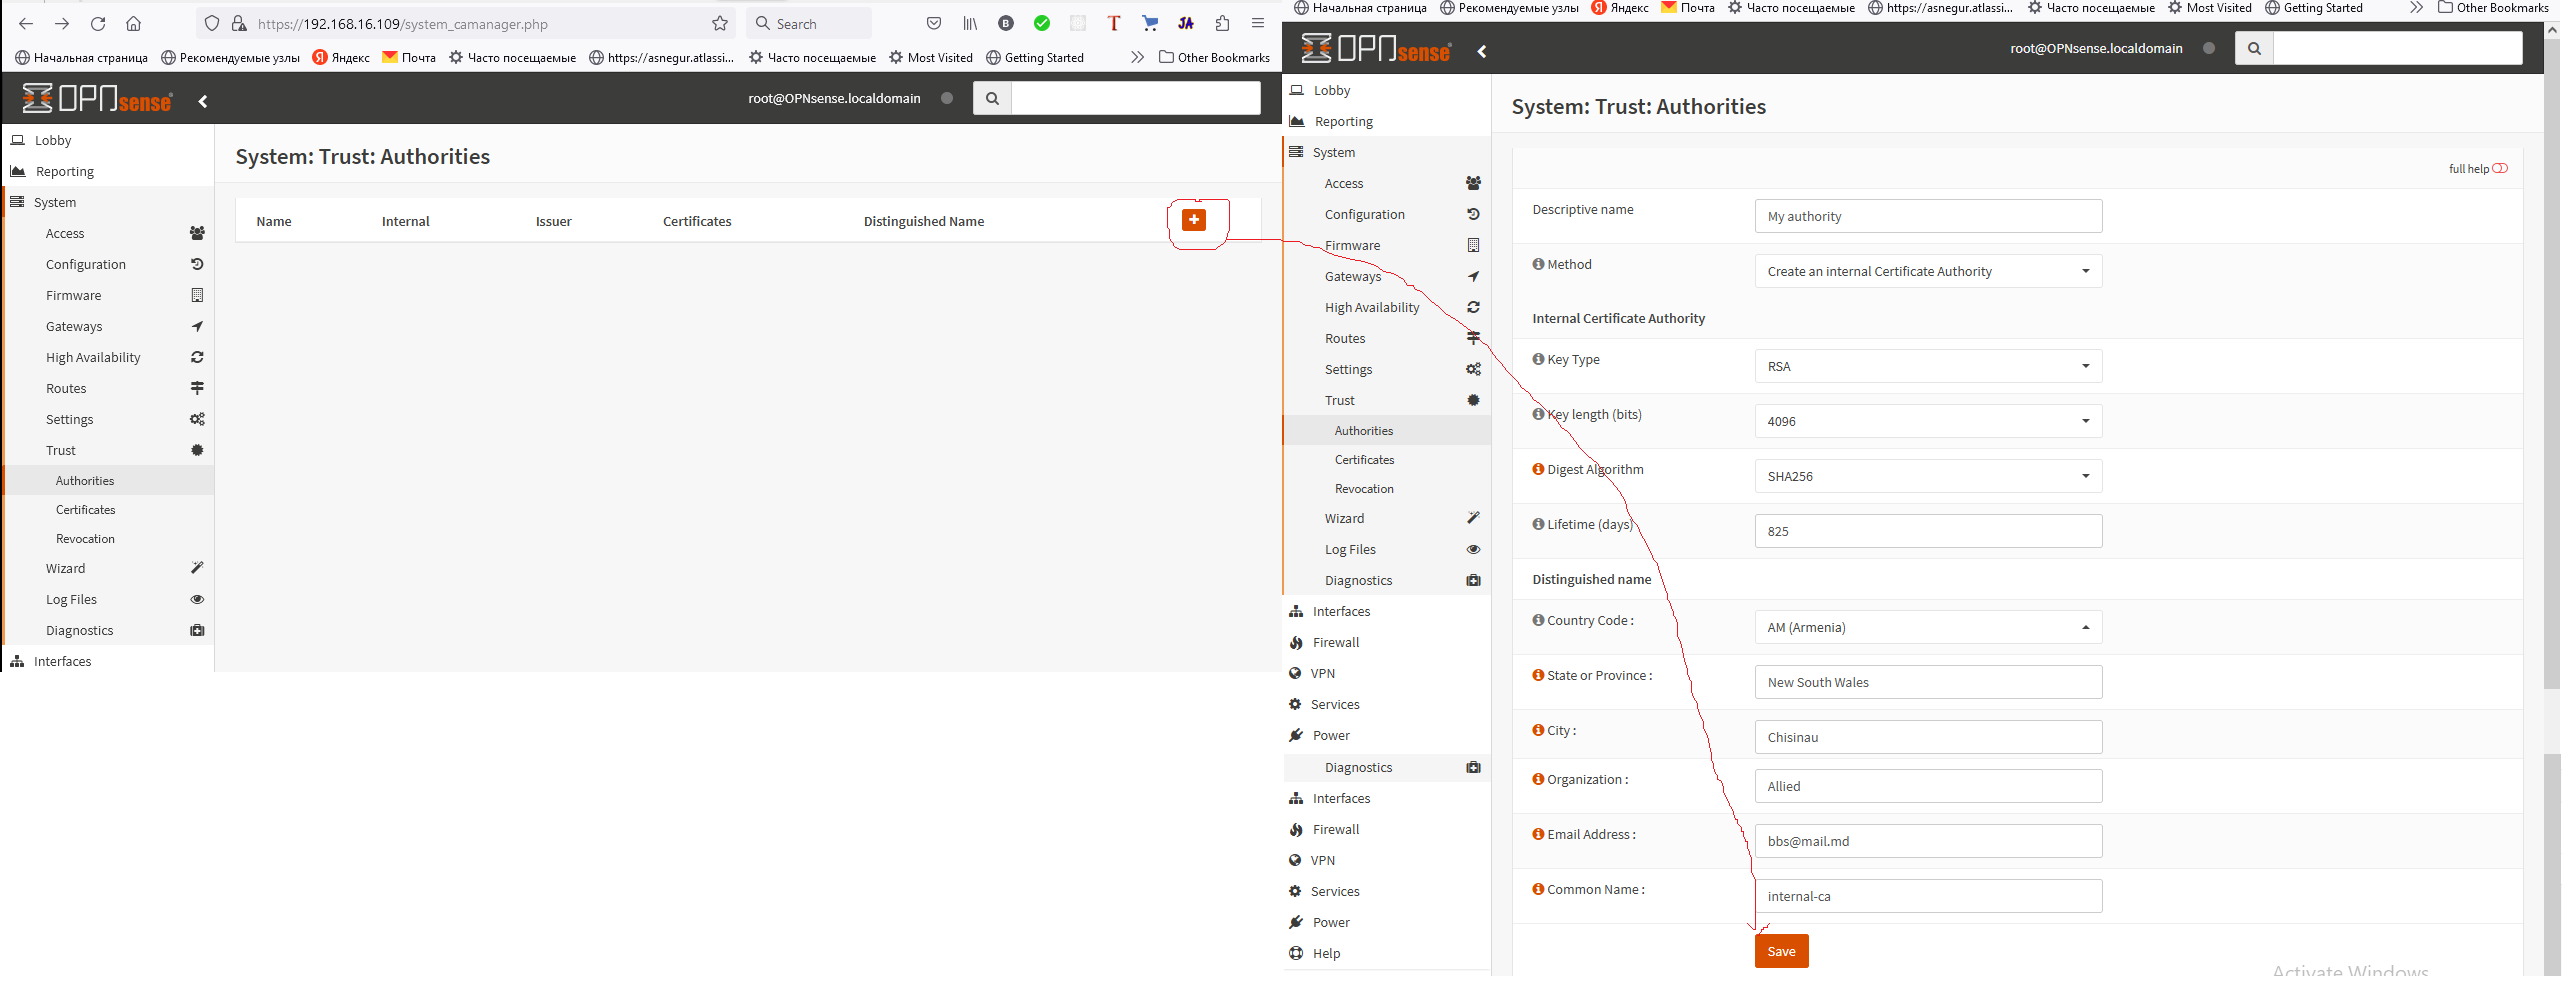 https://192.168.16.109/system_camanager.php
Search
Начальная страница Рекомендуемые узлы Яндекс Почта Часто посещаемые https://asnegur.atlassi... Часто посещаемые Most Visited Getting Started Other Bookmarks
OPNsense
root@OPNsense.localdomain
Lobby
Reporting
System
Access
Configuration
Firmware
Gateways
High Availability
Routes
Settings
Trust
Authorities
Certificates
Revocation
Wizard
Log Files
Diagnostics
Interfaces
System: Trust: Authorities
Name Internal Issuer Certificates Distinguished Name
Начальная страница Рекомендуемые узлы Яндекс Почта Часто посещаемые https://asnegur.atlassi... Часто посещаемые Most Visited Getting Started Other Bookmarks
OPNsense
root@OPNsense.localdomain
Lobby
Reporting
System
Access
Configuration
Firmware
Gateways
High Availability
Routes
Settings
Trust
Authorities
Certificates
Revocation
Wizard
Log Files
Diagnostics
Interfaces
Firewall
VPN
Services
Power
Diagnostics
Interfaces
Firewall
VPN
Services
Power
Help
System: Trust: Authorities
full help
Descriptive name My authority
Method Create an internal Certificate Authority
Internal Certificate Authority
Key Type RSA
Key length (bits) 4096
Digest Algorithm SHA256
Lifetime (days) 825
Distinguished name
Country Code : AM (Armenia)
State or Province : New South Wales
City : Chisinau
Organization : Allied
Email Address : bbs@mail.md
Common Name : internal-ca
Save
Activate Windows